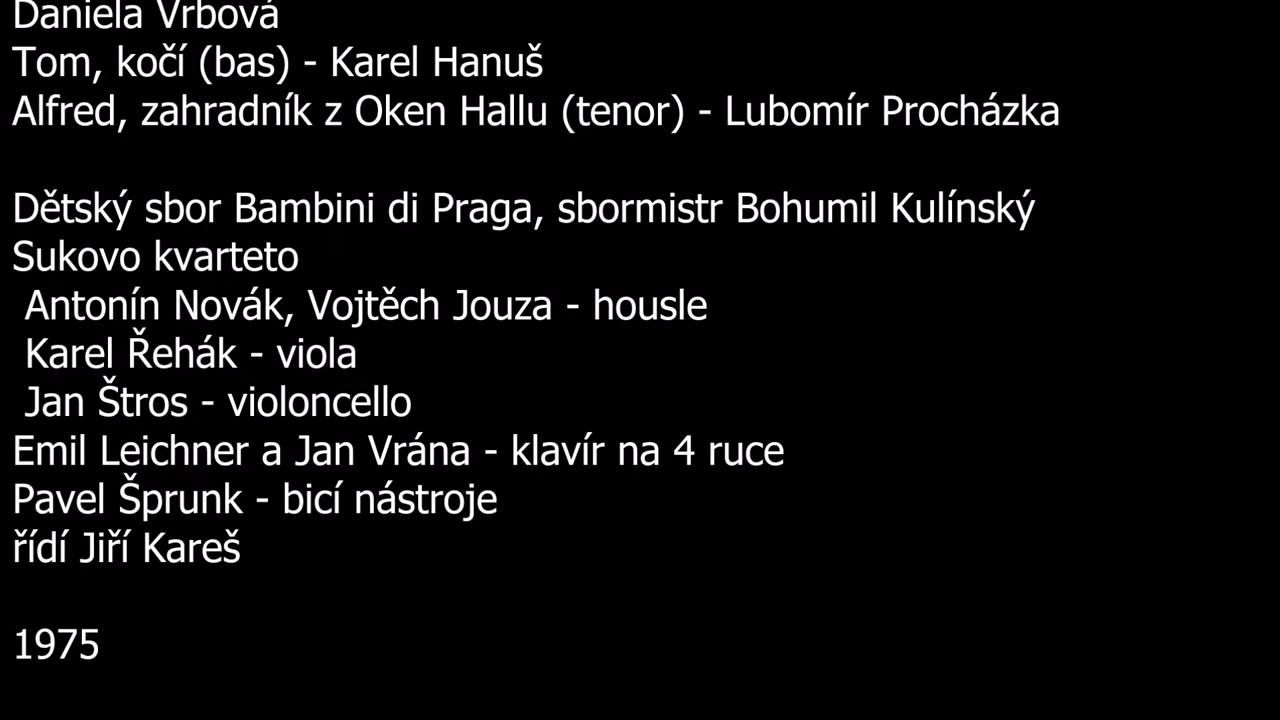 Daniela Vrbová
Tom, kočí (bas) - Karel Hanuš
Alfred, zahradník z Oken Hallu (tenor) - Lubomír Procházka
Dětský sbor Bambini di Praga, sbormistr Bohumil Kulínský
Sukovo kvarteto
Antonín Novák, Vojtěch Jouza - housle
Karel Řehák - viola
Jan Štros - violoncello
Emil Leichner a Jan Vrána - klavír na 4 ruce
Pavel Šprunk - bicí nástroje
řídí Jiří Kareš
1975